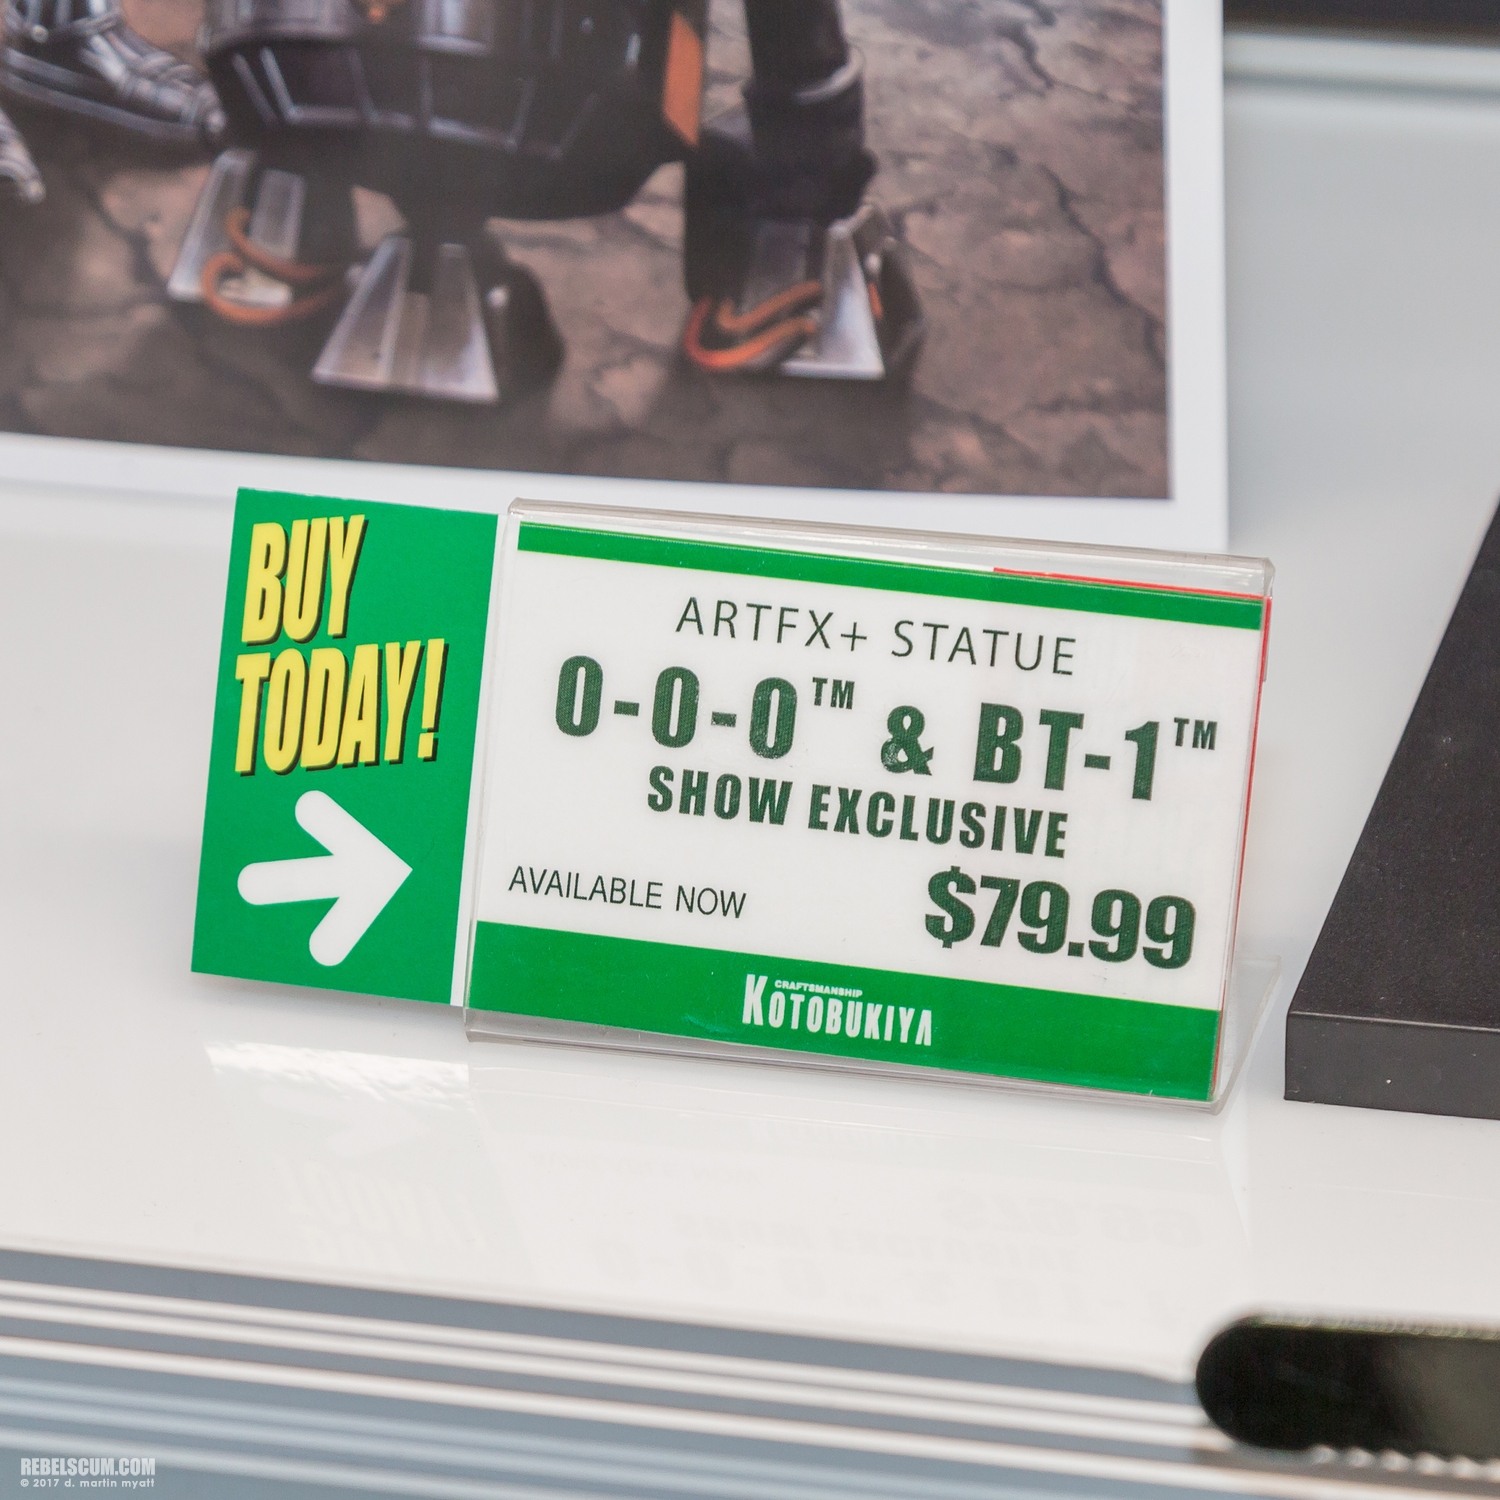 BUY
TODAY!
ARTFX+ STATUE
0-0-0™ & BT-1™
SHOW EXCLUSIVE
AVAILABLE NOW
$79.99
CRAFTSMANSHIP
KOTOBUKIYA
REBELSCUM.COM
© 2017 d. martin myatt